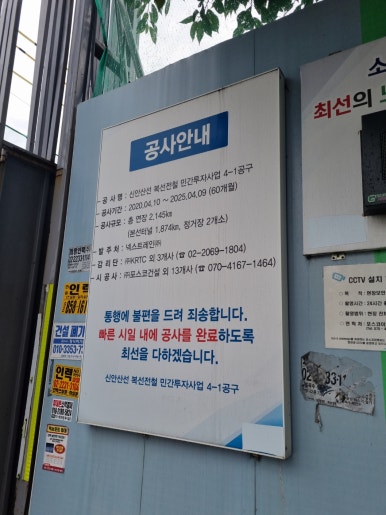 공사안내
- 공 사 명 : 신안산선 복선전철 민간투자사업 4-1공구
- 공사기간 : 2020.04.10 ~ 2025.04.09 (60개월)
- 공사규모 : 총 연장 2.145㎞
(본선터널 1.874㎞, 정거장 2개소)
- 발 주 처 : 넥스트레인㈜
- 감 리 단 : ㈜KRTC 외 3개사 (☎ 02-2069-1804)
- 시 공 사 : ㈜포스코건설 외 13개사 (☎ 070-4167-1464)
통행에 불편을 드려 죄송합니다.
빠른 시일 내에 공사를 완료하도록
최선을 다하겠습니다.
신안산선 복선전철 민간투자사업 4-1공구
소
최선의
CCTV 설치
인력
건설 폐기
010-3353-7
인력